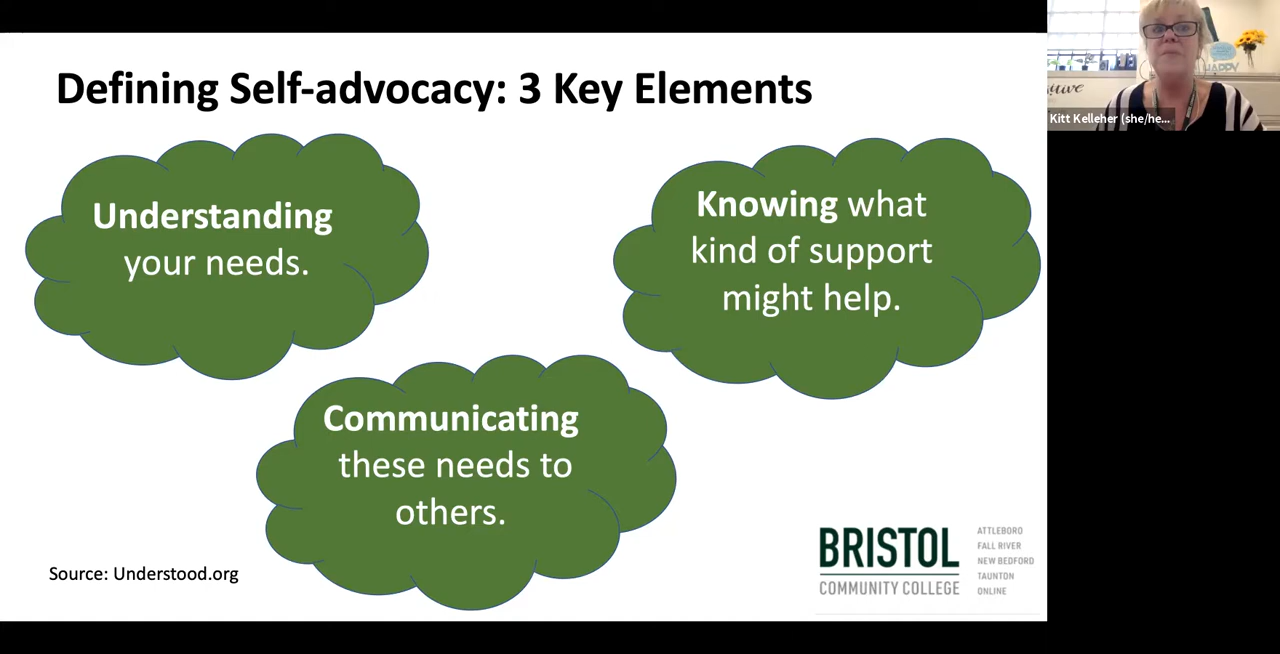 Defining Self-advocacy: 3 Key Elements
Understanding
your needs.
Knowing what
kind of support
might help.
Communicating
these needs to
others.
Source: Understood.org
BRISTOL
COMMUNITY COLLEGE
ATTLEBORO
FALL RIVER
NEW BEDFORD
TAUNTON
ONLINE
HAPPY
Kitt Kelleher (she/he...